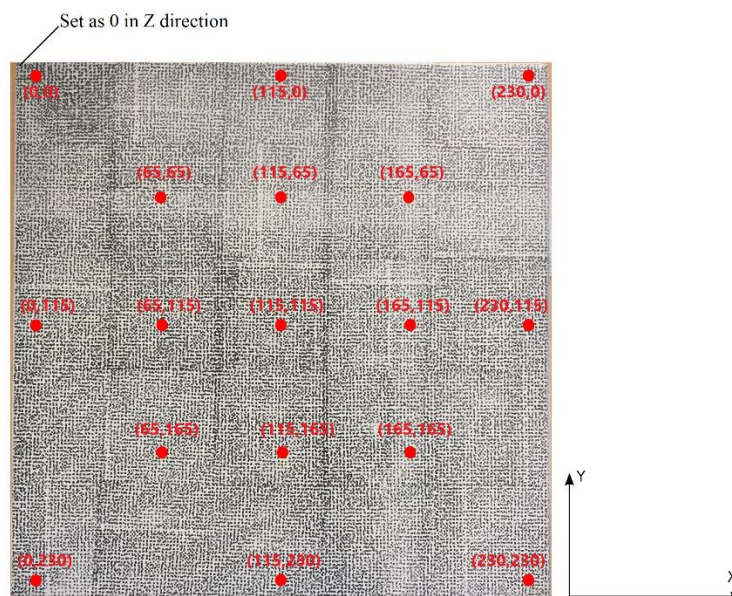 Set as 0 in Z direction
(0,0) (115,0) (230,0)
(65,65) (115,65) (165,65)
(0,115) (65,115) (115,115) (165,115) (230,115)
(65,165) (115,165) (165,165)
Y
(0,230) (115,230) (230,230)
X